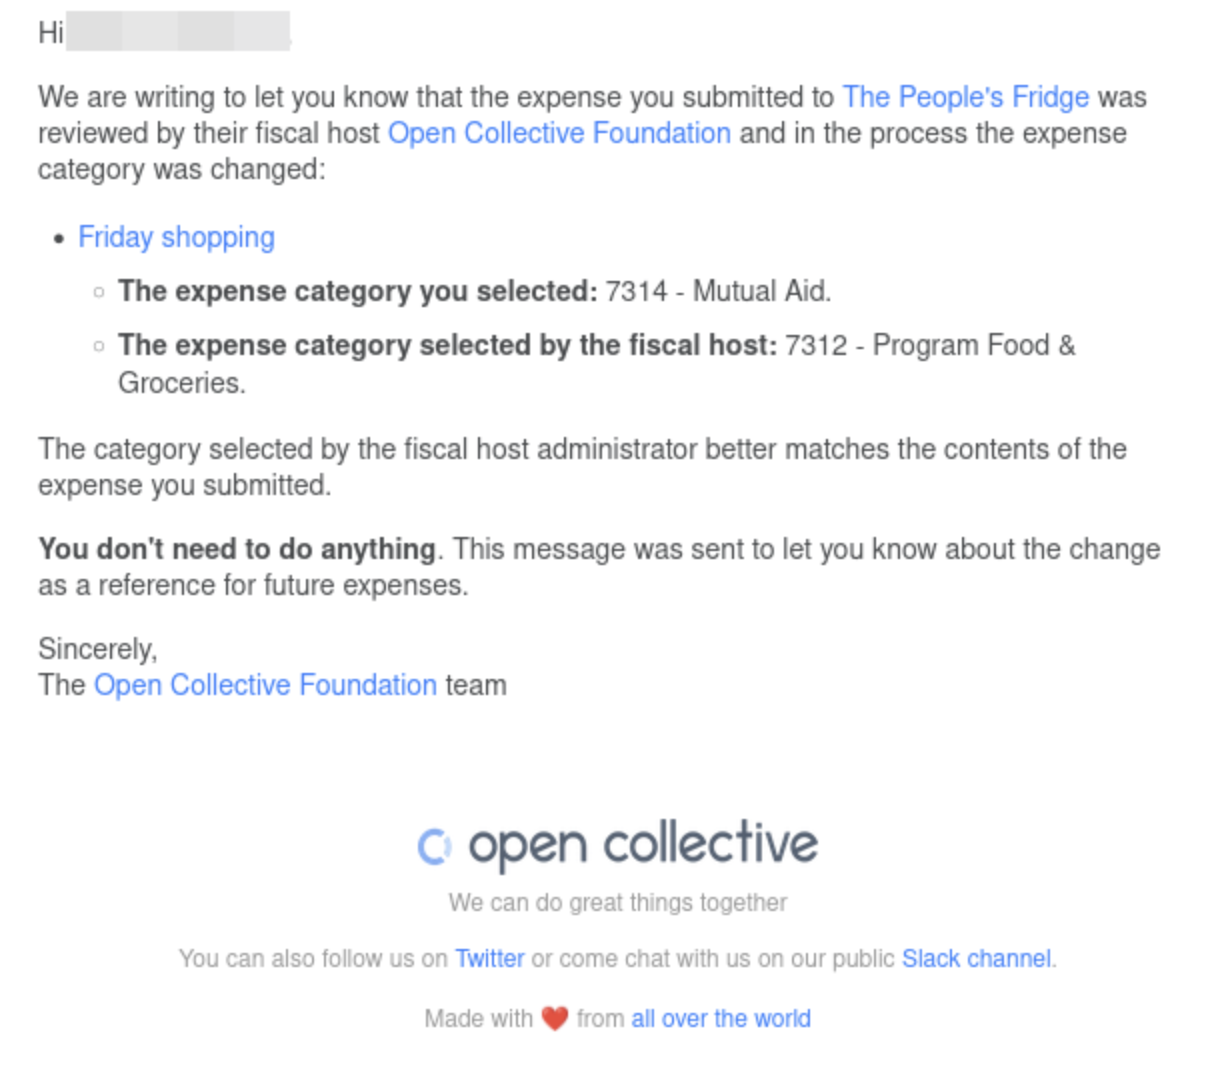 Hi
We are writing to let you know that the expense you submitted to The People's Fridge was
reviewed by their fiscal host Open Collective Foundation and in the process the expense
category was changed:
• Friday shopping
○ The expense category you selected: 7314 - Mutual Aid.
○ The expense category selected by the fiscal host: 7312 - Program Food &
Groceries.
The category selected by the fiscal host administrator better matches the contents of the
expense you submitted.
You don't need to do anything. This message was sent to let you know about the change
as a reference for future expenses.
Sincerely,
The Open Collective Foundation team
open collective
We can do great things together
You can also follow us on Twitter or come chat with us on our public Slack channel.
Made with ❤️ from all over the world